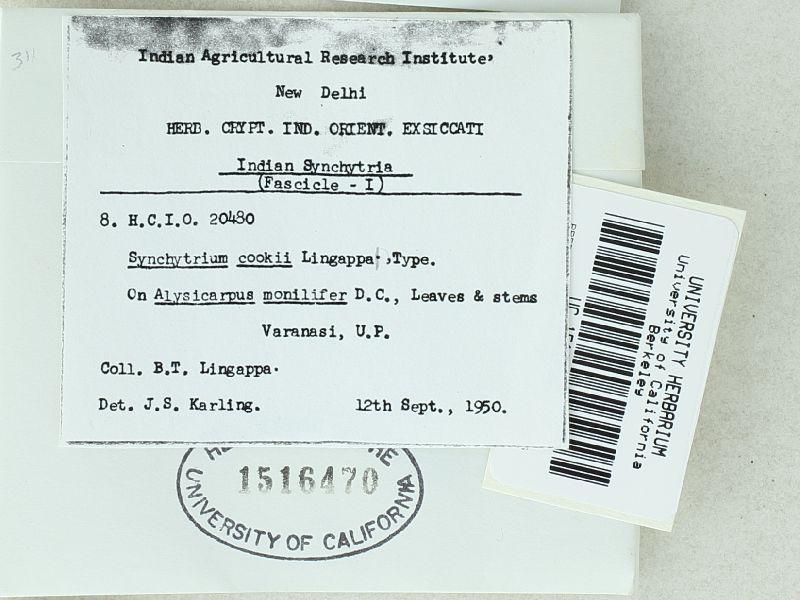 Indian Agricultural Research Institute,
New Delhi
HERB. CRYPT. IND. ORIENT. EXSICCATI
Indian Synchytria
(Fascicle - I)
8. H.C.I.O. 20480
Synchytrium cookii Lingappa ,Type.
On Alysicarpus monilifer D.C., Leaves & stems
Varanasi, U.P.
Coll. B.T. Lingappa.
Det. J.S. Karling. 12th Sept., 1950.
1516470
UNIVERSITY OF CALIFORNIA
UNIVERSITY HERBARIUM
University of California
Berkeley